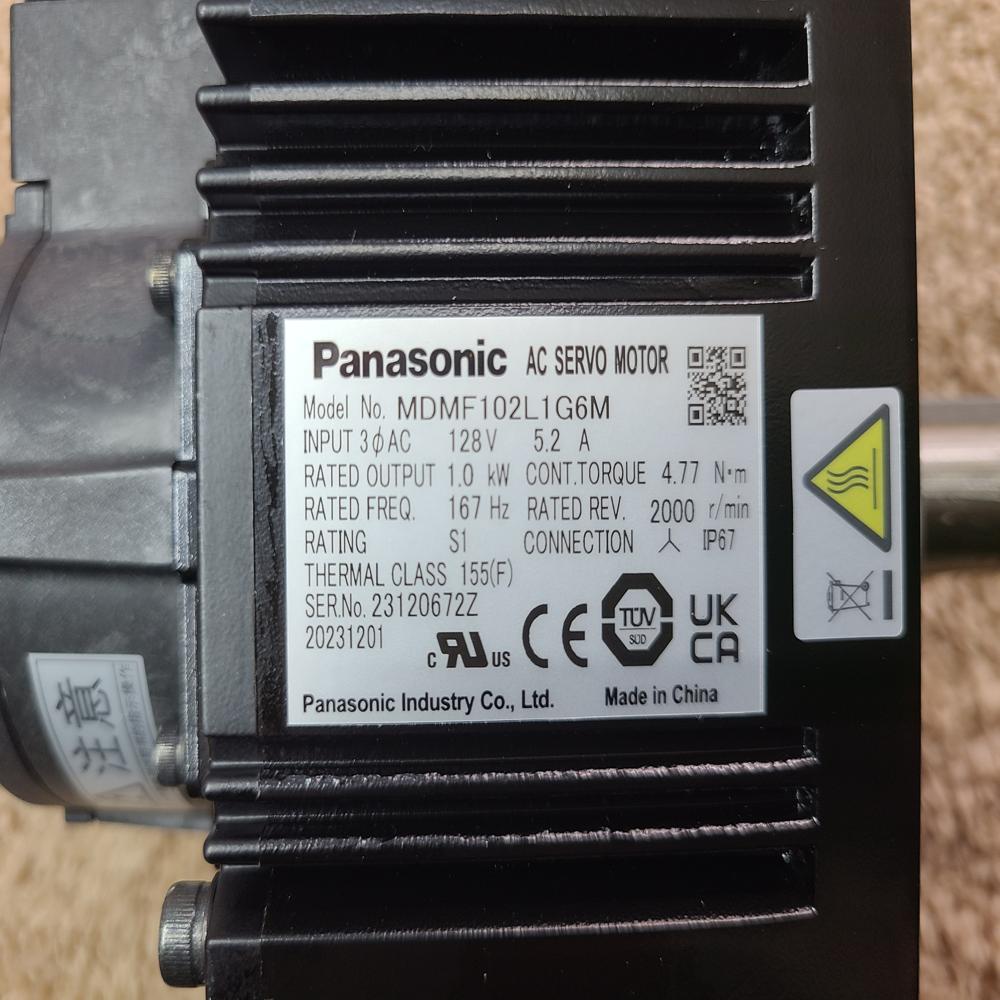 Panasonic AC SERVO MOTOR
Model No. MDMF102L1G6M
INPUT 3ϕAC 128V 5.2 A
RATED OUTPUT 1.0 kW CONT.TORQUE 4.77 N·m
RATED FREQ. 167 Hz RATED REV. 2000 r/min
RATING S1 CONNECTION 人 IP67
THERMAL CLASS 155(F)
SER.No. 23120672Z
20231201
c RU US CE TÜV SÜD UK CA
Panasonic Industry Co., Ltd. Made in China
注意